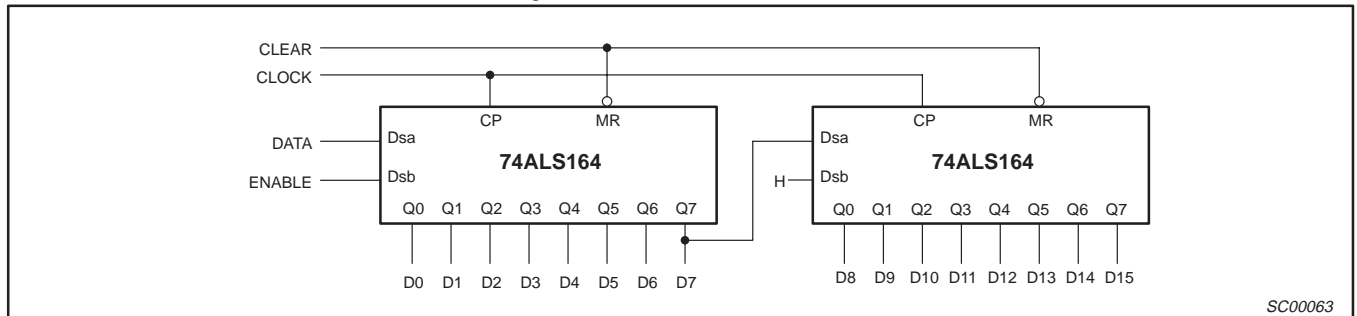 CLEAR
CLOCK
CP MR CP MR
DATA Dsa Dsa
74ALS164 74ALS164
ENABLE Dsb H Dsb
Q0 Q1 Q2 Q3 Q4 Q5 Q6 Q7 Q0 Q1 Q2 Q3 Q4 Q5 Q6 Q7
D0 D1 D2 D3 D4 D5 D6 D7 D8 D9 D10 D11 D12 D13 D14 D15
SC00063